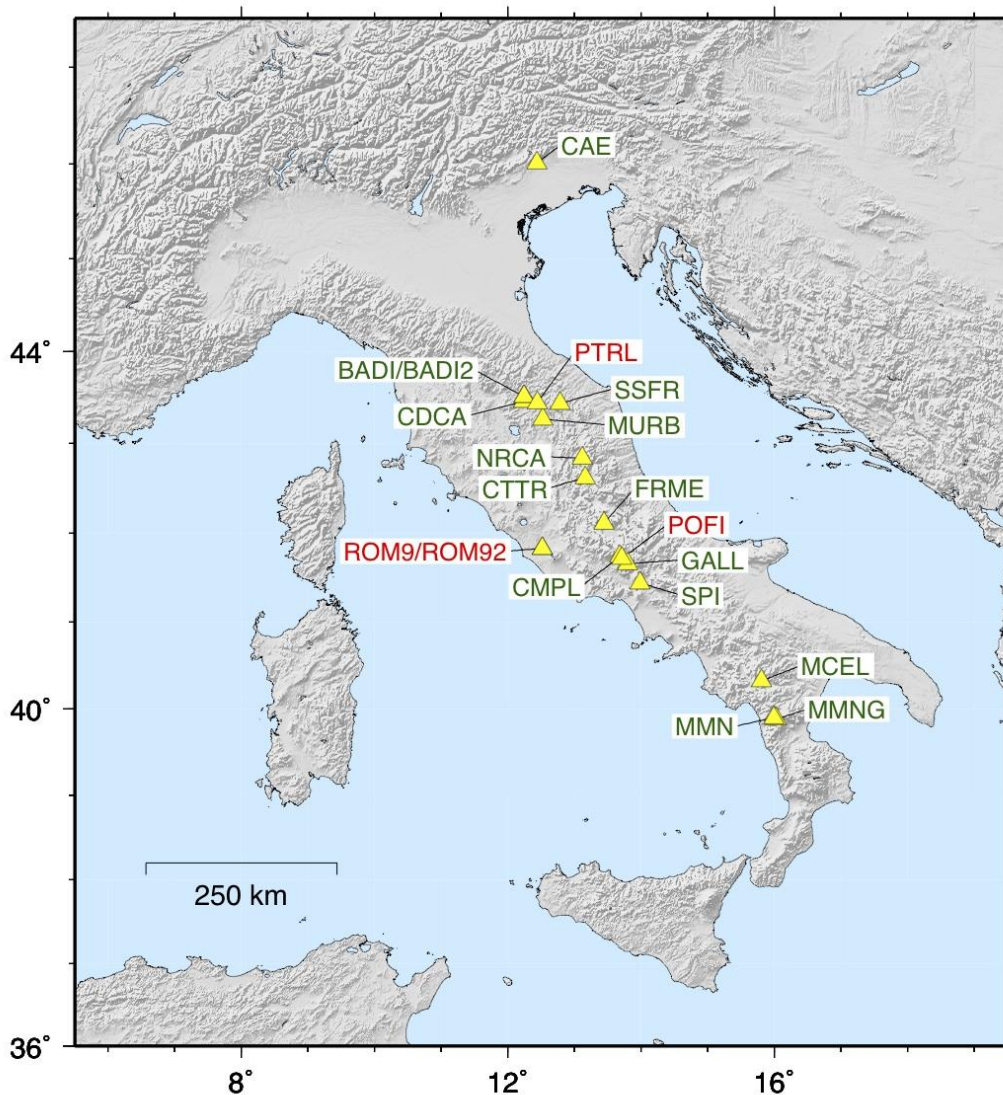 CAE
44°
PTRL
BADI/BADI2
SSFR
CDCA
MURB
NRCA
CTTR
FRME
POFI
ROM9/ROM92
GALL
CMPL
SPI
MCEL
40°
MMNG
MMN
250 km
36°
8°
12°
16°